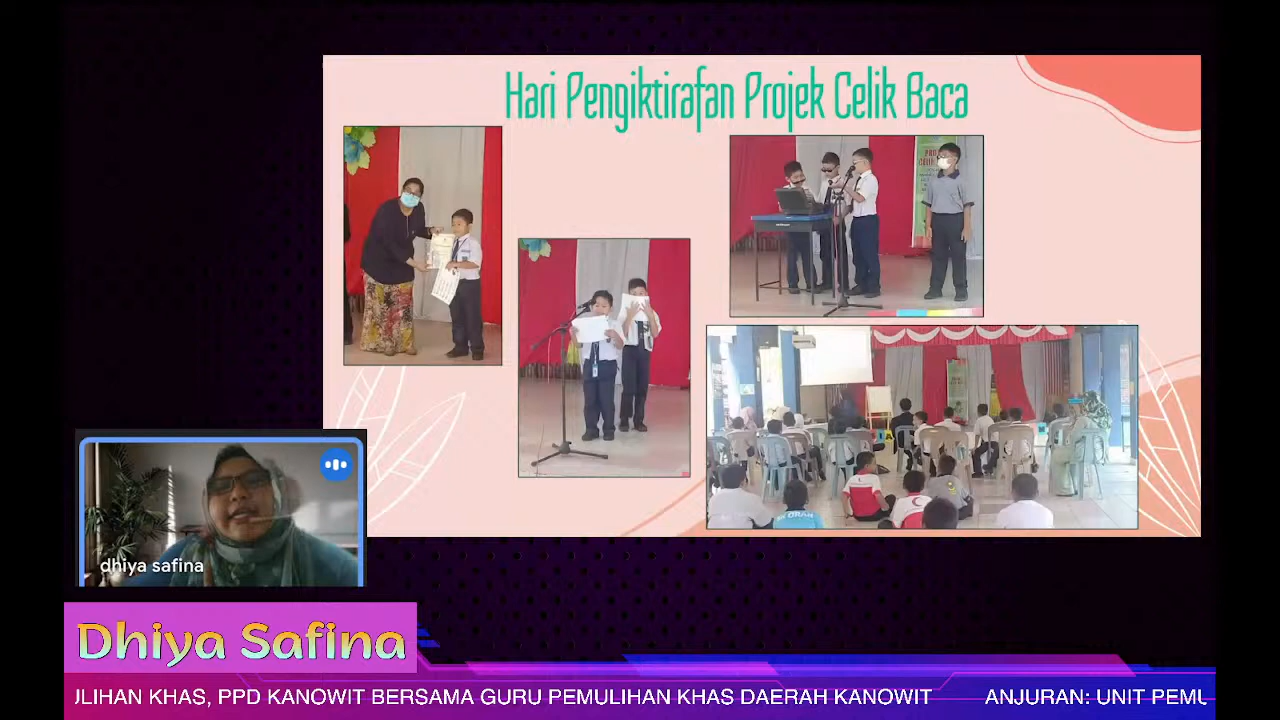 Hari Pengiktirafan Projek Celik Baca
dhiya safina
Dhiya Safina
JLIHAN KHAS, PPD KANOWIT BERSAMA GURU PEMULIHAN KHAS DAERAH KANOWIT ANJURAN: UNIT PEMU